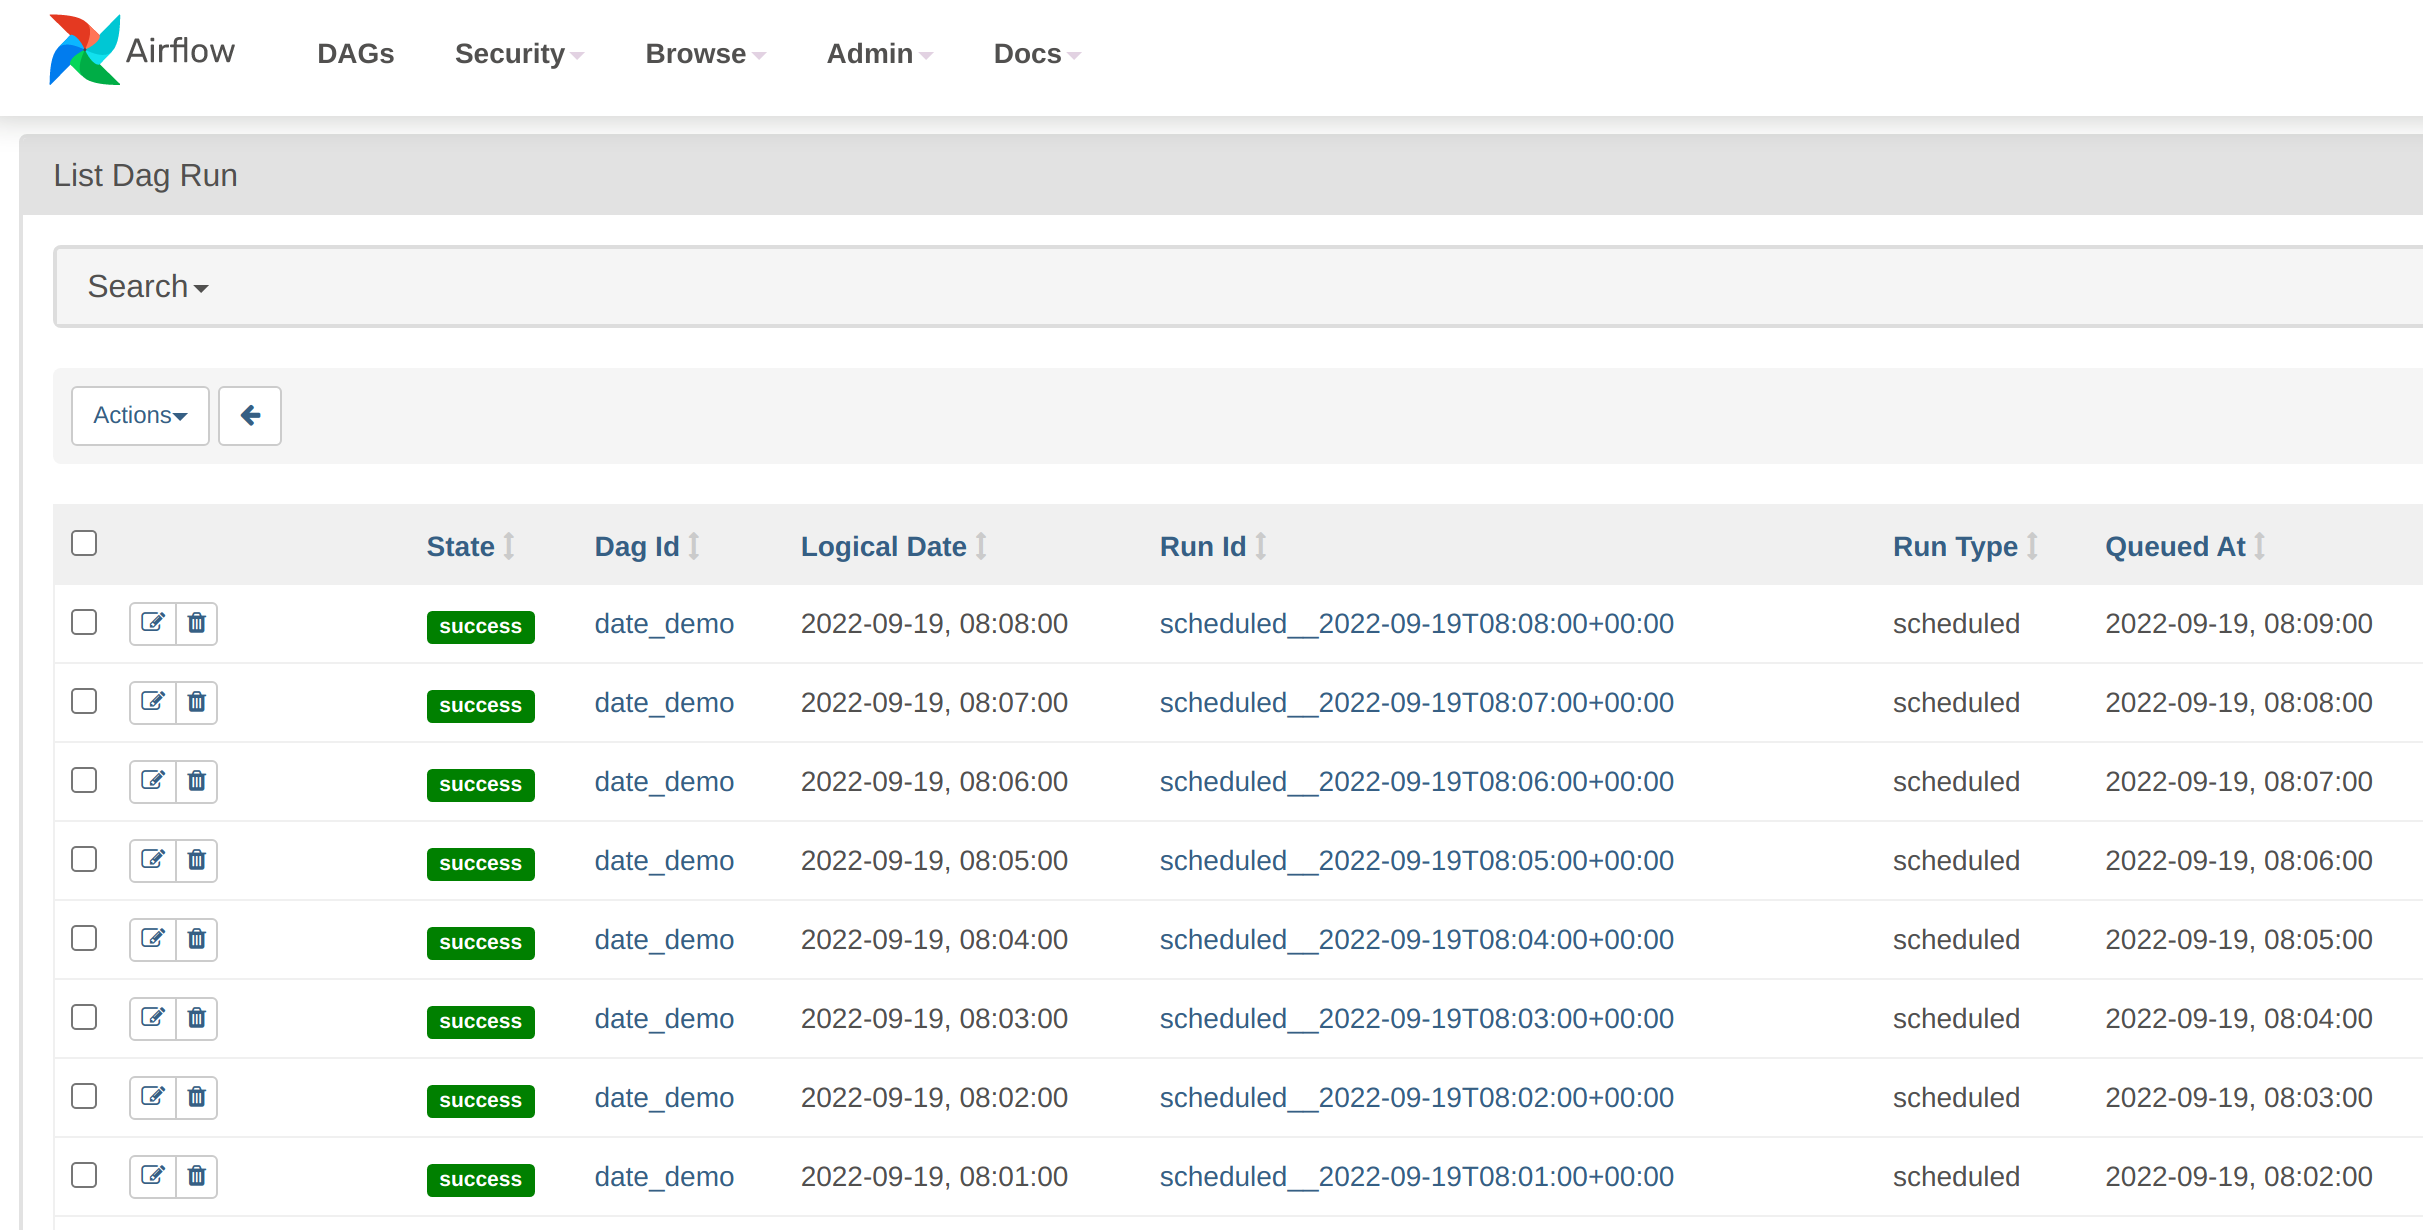 Airflow DAGs Security Browse Admin Docs
List Dag Run
Search
Actions
State Dag Id Logical Date Run Id Run Type Queued At
success date_demo 2022-09-19, 08:08:00 scheduled__2022-09-19T08:08:00+00:00 scheduled 2022-09-19, 08:09:00
success date_demo 2022-09-19, 08:07:00 scheduled__2022-09-19T08:07:00+00:00 scheduled 2022-09-19, 08:08:00
success date_demo 2022-09-19, 08:06:00 scheduled__2022-09-19T08:06:00+00:00 scheduled 2022-09-19, 08:07:00
success date_demo 2022-09-19, 08:05:00 scheduled__2022-09-19T08:05:00+00:00 scheduled 2022-09-19, 08:06:00
success date_demo 2022-09-19, 08:04:00 scheduled__2022-09-19T08:04:00+00:00 scheduled 2022-09-19, 08:05:00
success date_demo 2022-09-19, 08:03:00 scheduled__2022-09-19T08:03:00+00:00 scheduled 2022-09-19, 08:04:00
success date_demo 2022-09-19, 08:02:00 scheduled__2022-09-19T08:02:00+00:00 scheduled 2022-09-19, 08:03:00
success date_demo 2022-09-19, 08:01:00 scheduled__2022-09-19T08:01:00+00:00 scheduled 2022-09-19, 08:02:00